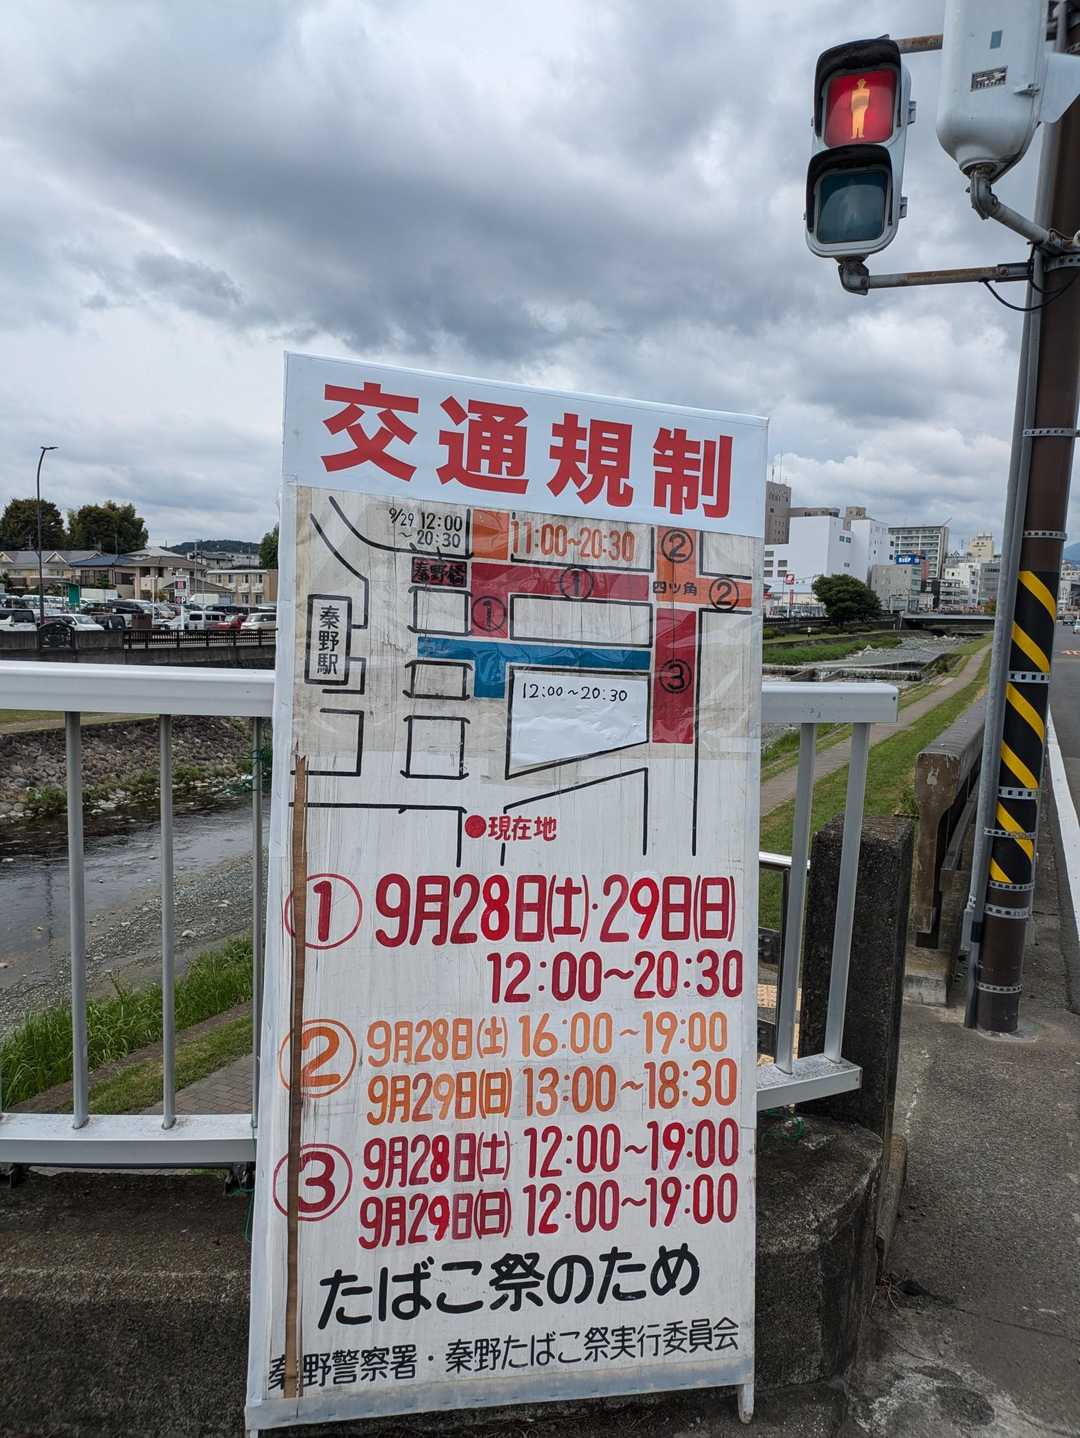 交通規制
9/29 12:00
～20:30
11:00～20:30
②
秦野橋
①
四ツ角
②
秦野駅
①
③
12:00～20:30
現在地
① 9月28日(土)・29日(日)
12:00～20:30
② 9月28日(土) 16:00～19:00
9月29日(日) 13:00～18:30
③ 9月28日(土) 12:00～19:00
9月29日(日) 12:00～19:00
たばこ祭のため
秦野警察署・秦野たばこ祭実行委員会